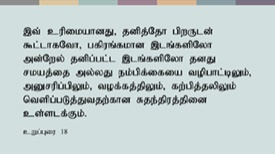 இவ் உரிமையானது, தனித்தோ பிறருடன்
கூட்டாகவோ, பகிரங்கமான இடங்களிலோ
அன்றேல் தனிப்பட்ட இடங்களிலோ தனது
சமயத்தை அல்லது நம்பிக்கையை வழிபாட்டிலும்,
அனுசரிப்பிலும், வழக்கத்திலும், கற்பித்தலிலும்
வெளிப்படுத்துவதற்கான சுதந்திரத்தினை
உள்ளடக்கும்.
உறுப்புரை 18